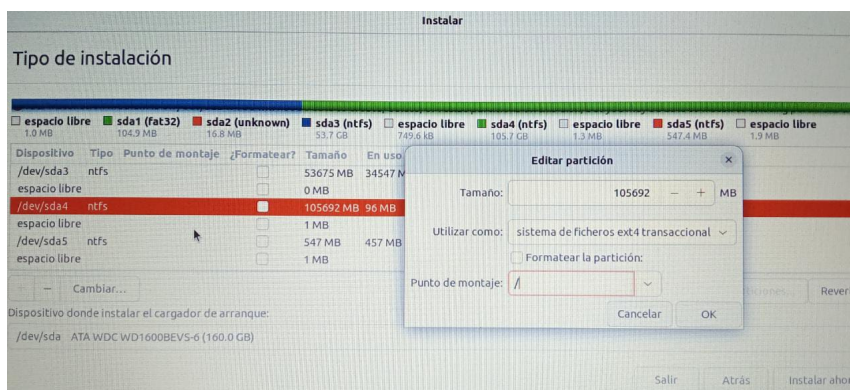 Instalar
Tipo de instalación
espacio libre sda1 (fat32) sda2 (unknown) sda3 (ntfs) espacio libre sda4 (ntfs) espacio libre sda5 (ntfs) espacio libre
1.0 MB 104.9 MB 16.8 MB 53.7 GB 749.6 kB 105.7 GB 1.3 MB 547.4 MB 1.9 MB
Dispositivo Tipo Punto de montaje ¿Formatear? Tamaño En uso
/dev/sda3 ntfs 53675 MB 34547 M
espacio libre 0 MB
/dev/sda4 ntfs 105692 MB 96 MB
espacio libre 1 MB
/dev/sda5 ntfs 547 MB 457 MB
espacio libre 1 MB
Editar partición
Tamaño: 105692 − + MB
Utilizar como: sistema de ficheros ext4 transaccional
Formatear la partición:
Punto de montaje: /
Cancelar OK
+ − Cambiar... Rever
Dispositivo donde instalar el cargador de arranque:
/dev/sda ATA WDC WD1600BEVS-6 (160.0 GB)
Salir Atrás Instalar ahor